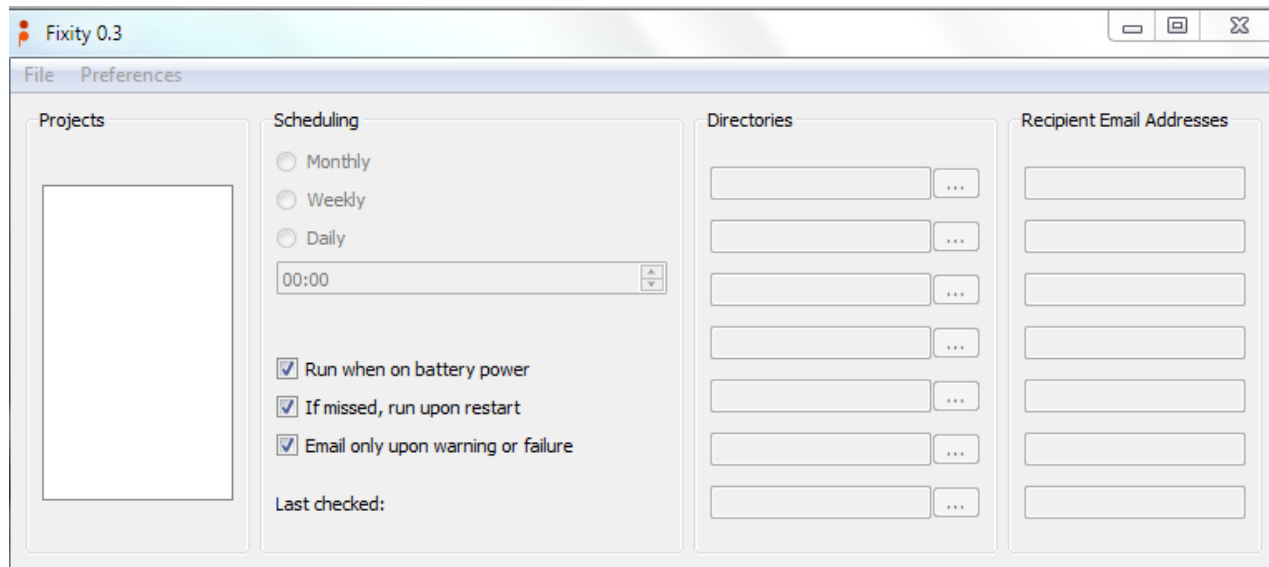 Fixity 0.3
File Preferences
Projects
Scheduling
Monthly
Weekly
Daily
00:00
Run when on battery power
If missed, run upon restart
Email only upon warning or failure
Last checked:
Directories
...
...
...
...
...
...
...
Recipient Email Addresses